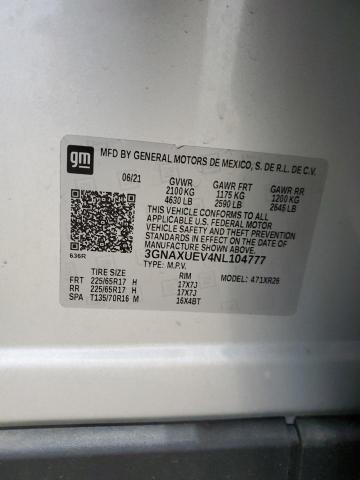 gm
MFD BY GENERAL MOTORS DE MEXICO, S. DE R.L. DE C.V.
06/21 GVWR GAWR FRT GAWR RR
2100 KG 1175 KG 1200 KG
4630 LB 2590 LB 2646 LB
THIS VEHICLE CONFORMS TO ALL
APPLICABLE U.S. FEDERAL MOTOR
VEHICLE SAFETY AND THEFT PREVENTION
STANDARDS IN EFFECT ON THE DATE OF
MANUFACTURE SHOWN ABOVE.
636R 3GNAXUEV4NL104777
TYPE: M.P.V.
TIRE SIZE RIM MODEL: 471XR26
FRT 225/65R17 H 17X7J
RR 225/65R17 H 17X7J
SPA T135/70R16 M 16X4BT